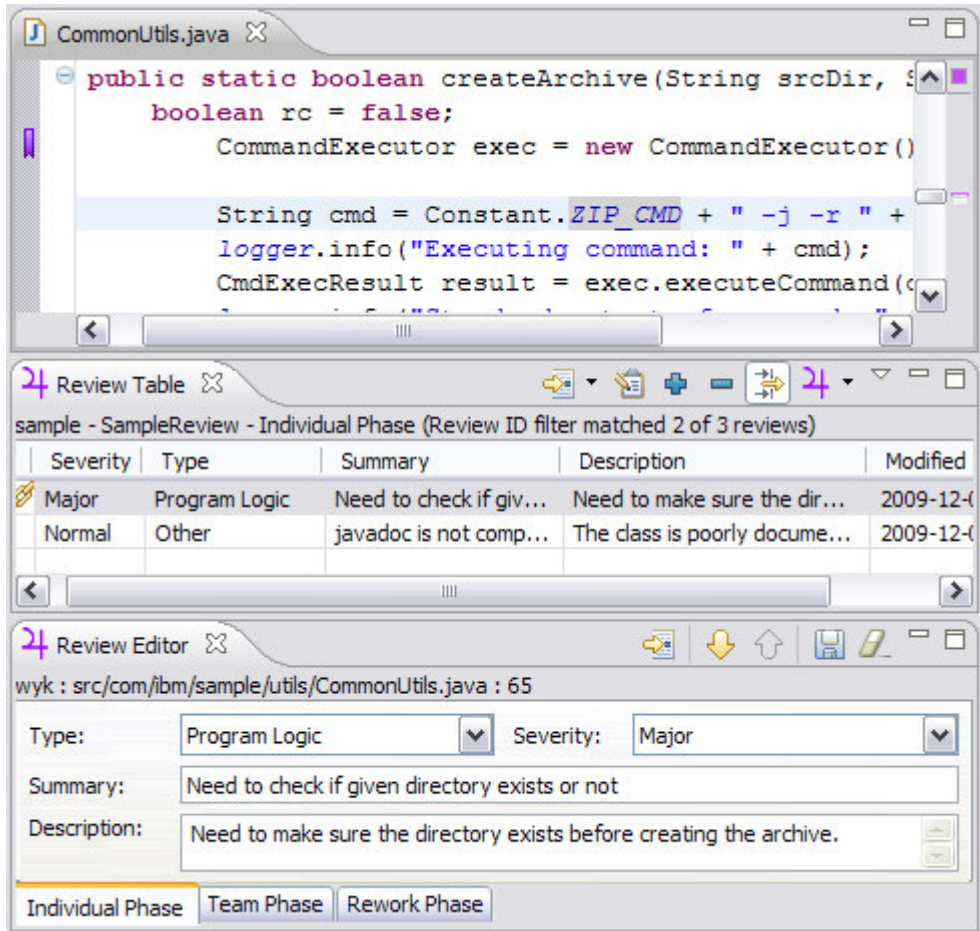 CommonUtils.java
public static boolean createArchive(String srcDir, S
boolean rc = false;
CommandExecutor exec = new CommandExecutor()
String cmd = Constant.ZIP_CMD + " -j -r " +
logger.info("Executing command: " + cmd);
CmdExecResult result = exec.executeCommand(c
Review Table
sample - SampleReview - Individual Phase (Review ID filter matched 2 of 3 reviews)
Severity Type Summary Description Modified
Major Program Logic Need to check if giv... Need to make sure the dir... 2009-12-0
Normal Other javadoc is not comp... The class is poorly docume... 2009-12-0
Review Editor
wyk : src/com/ibm/sample/utils/CommonUtils.java : 65
Type: Program Logic Severity: Major
Summary: Need to check if given directory exists or not
Description: Need to make sure the directory exists before creating the archive.
Individual Phase Team Phase Rework Phase